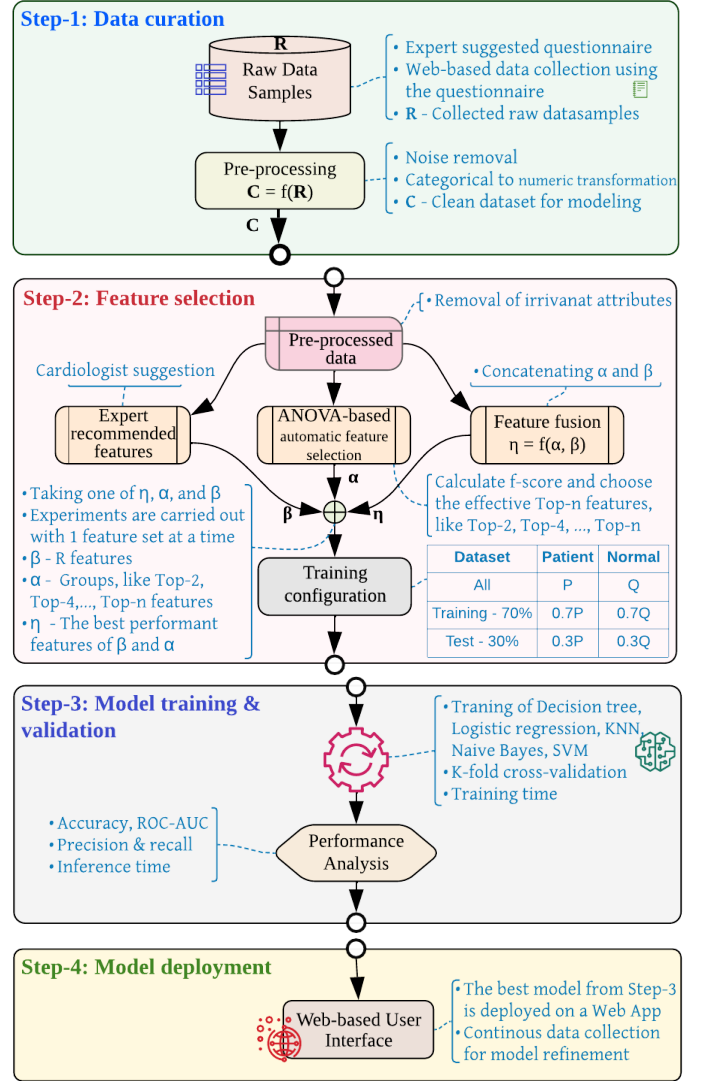 Step-1: Data curation
R
Raw Data
Samples
• Expert suggested questionnaire
• Web-based data collection using
the questionnaire
• R - Collected raw datasamples
Pre-processing
C = f(R)
• Noise removal
• Categorical to numeric transformation
• C - Clean dataset for modeling
C
Step-2: Feature selection
• Removal of irrivanat attributes
Pre-processed
data
Cardiologist suggestion
• Concatenating α and β
Expert
recommended
features
ANOVA-based
automatic feature
selection
Feature fusion
η = f(α, β)
α
β
η
Calculate f-score and choose
the effective Top-n features,
like Top-2, Top-4, ..., Top-n
• Taking one of η, α, and β
• Experiments are carried out
with 1 feature set at a time
• β - R features
• α - Groups, like Top-2,
Top-4,..., Top-n features
• η - The best performant
features of β and α
Training
configuration
Dataset Patient Normal
All P Q
Training - 70% 0.7P 0.7Q
Test - 30% 0.3P 0.3Q
Step-3: Model training &
validation
• Traning of Decision tree,
Logistic regression, KNN,
Naive Bayes, SVM
• K-fold cross-validation
• Training time
• Accuracy, ROC-AUC
• Precision & recall
• Inference time
Performance
Analysis
Step-4: Model deployment
Web-based User
Interface
• The best model from Step-3
is deployed on a Web App
• Continous data collection
for model refinement